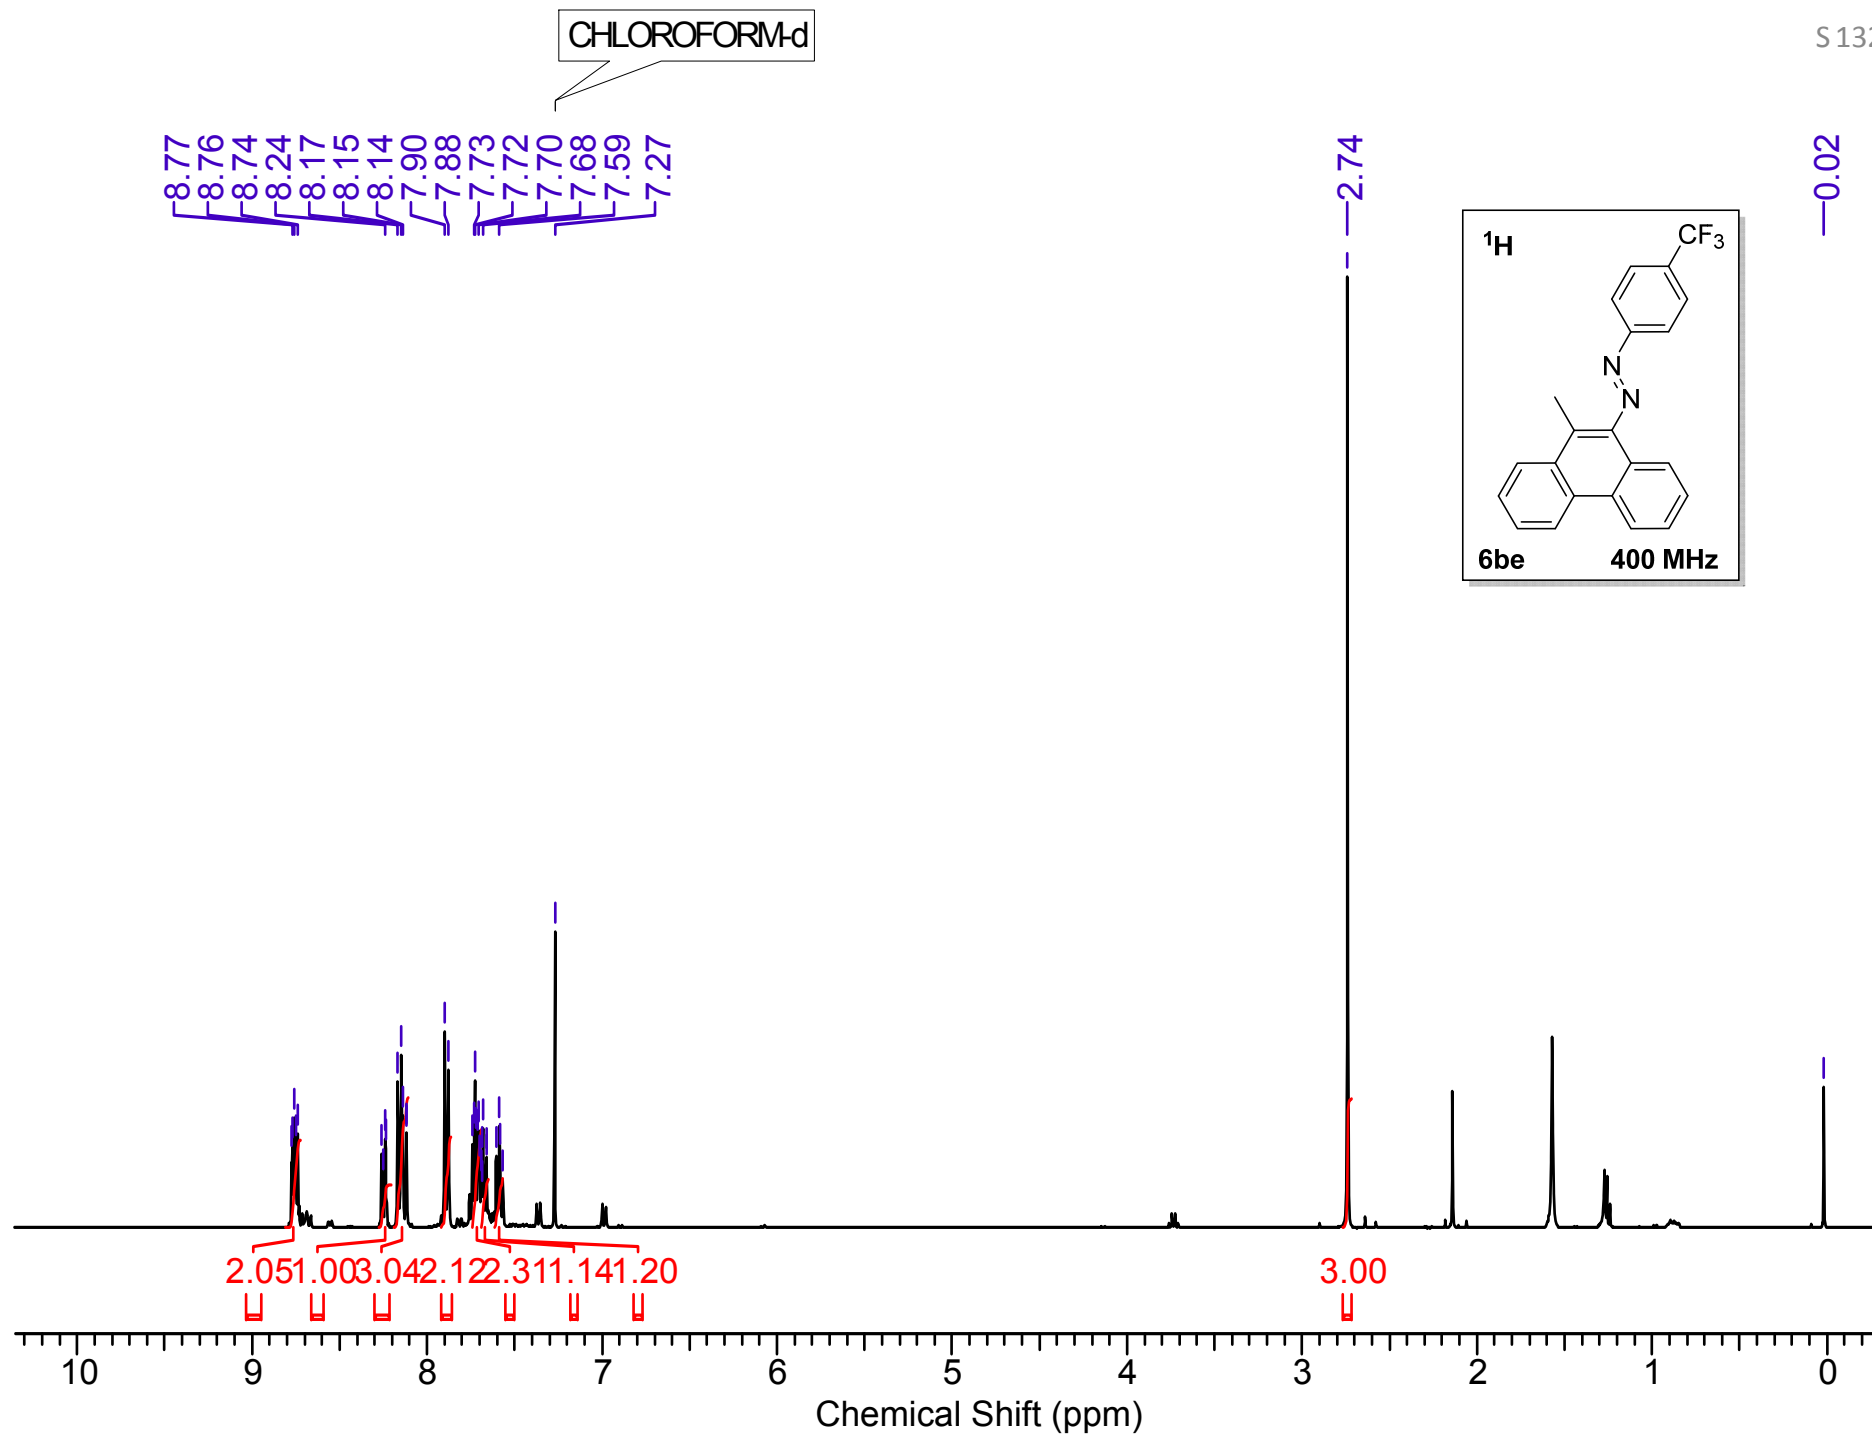 CHLOROFORM-d
S 132
8.77
8.76
8.74
8.24
8.17
8.15
8.14
7.90
7.88
7.73
7.72
7.70
7.68
7.59
7.27
2.74
0.02
¹H
CF₃
N
N
6be 400 MHz
2.05 1.00 3.04 2.12 2.31 1.14 1.20 3.00
10 9 8 7 6 5 4 3 2 1 0
Chemical Shift (ppm)